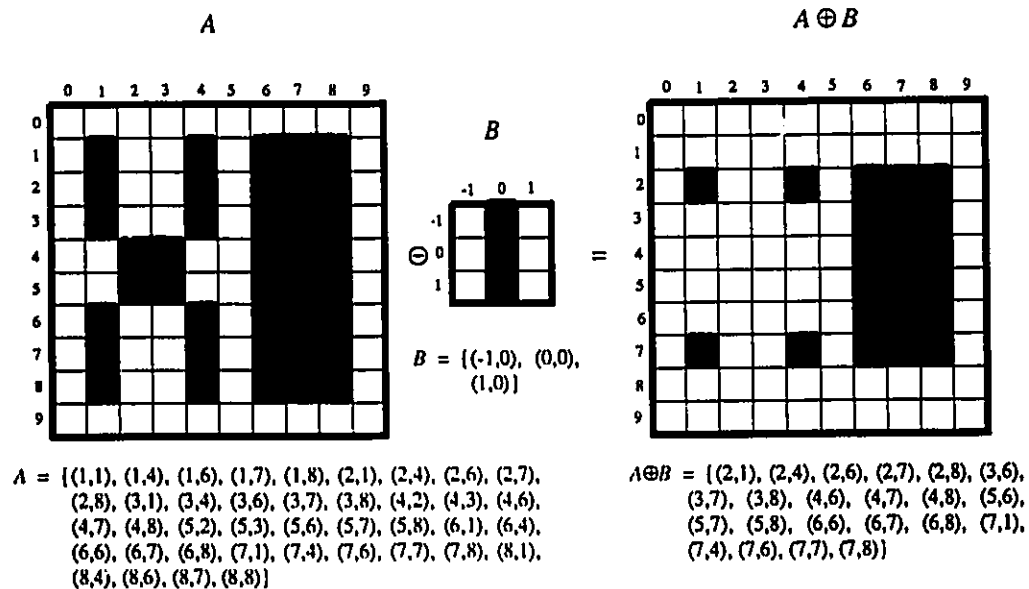 A
A ⊕ B
0 1 2 3 4 5 6 7 8 9
0 1 2 3 4 5 6 7 8 9
0
1
2
3
4
5
6
7
8
9
B
-1 0 1
-1
0
1
⊖
=
0
1
2
3
4
5
6
7
8
9
B = {(-1,0), (0,0),
(1,0)}
A = {(1,1), (1,4), (1,6), (1,7), (1,8), (2,1), (2,4), (2,6), (2,7),
(2,8), (3,1), (3,4), (3,6), (3,7), (3,8), (4,2), (4,3), (4,6),
(4,7), (4,8), (5,2), (5,3), (5,6), (5,7), (5,8), (6,1), (6,4),
(6,6), (6,7), (6,8), (7,1), (7,4), (7,6), (7,7), (7,8), (8,1),
(8,4), (8,6), (8,7), (8,8)}
A⊕B = {(2,1), (2,4), (2,6), (2,7), (2,8), (3,6),
(3,7), (3,8), (4,6), (4,7), (4,8), (5,6),
(5,7), (5,8), (6,6), (6,7), (6,8), (7,1),
(7,4), (7,6), (7,7), (7,8)}